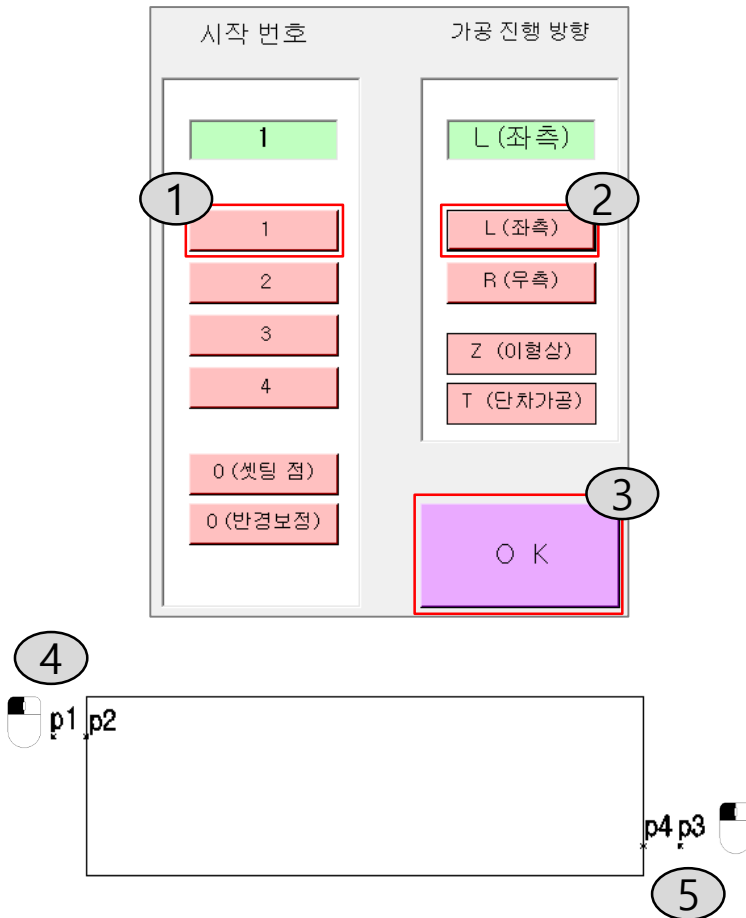 시작 번호
가공 진행 방향
1
L (좌측)
1
1
2
L (좌측)
2
R (우측)
3
Z (이형상)
4
T (단차가공)
0 (셋팅 점)
3
0 (반경보정)
O K
4
p1 p2
p4 p3
5